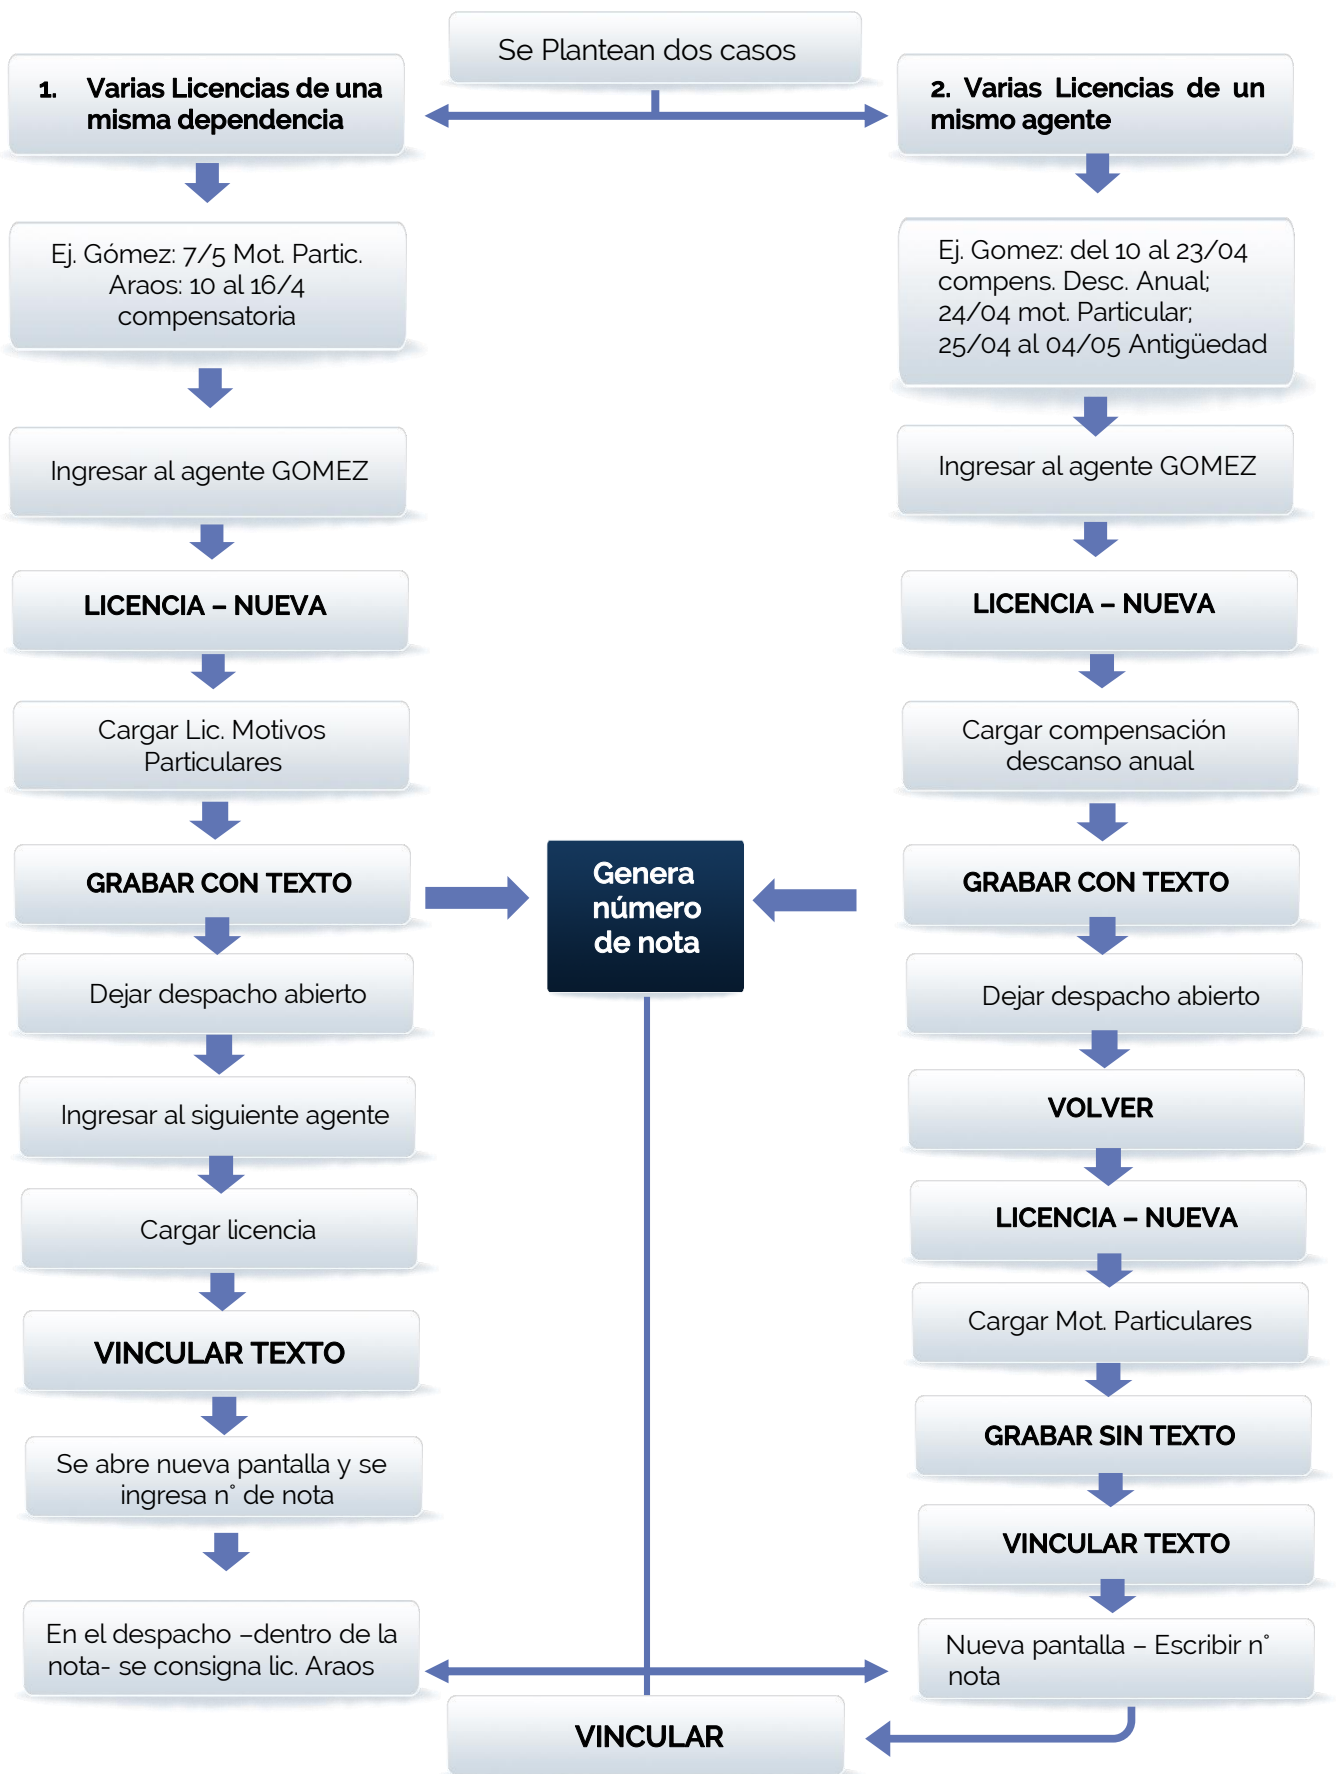 Se Plantean dos casos
1. Varias Licencias de una
misma dependencia
Ej. Gómez: 7/5 Mot. Partic.
Araos: 10 al 16/4
compensatoria
Ingresar al agente GOMEZ
LICENCIA – NUEVA
Cargar Lic. Motivos
Particulares
GRABAR CON TEXTO
Dejar despacho abierto
Ingresar al siguiente agente
Cargar licencia
VINCULAR TEXTO
Se abre nueva pantalla y se
ingresa n° de nota
En el despacho –dentro de la
nota- se consigna lic. Araos
2. Varias Licencias de un
mismo agente
Ej. Gomez: del 10 al 23/04
compens. Desc. Anual;
24/04 mot. Particular;
25/04 al 04/05 Antigüedad
Ingresar al agente GOMEZ
LICENCIA – NUEVA
Cargar compensación
descanso anual
GRABAR CON TEXTO
Dejar despacho abierto
VOLVER
LICENCIA – NUEVA
Cargar Mot. Particulares
GRABAR SIN TEXTO
VINCULAR TEXTO
Nueva pantalla – Escribir n°
nota
Genera
número
de nota
VINCULAR